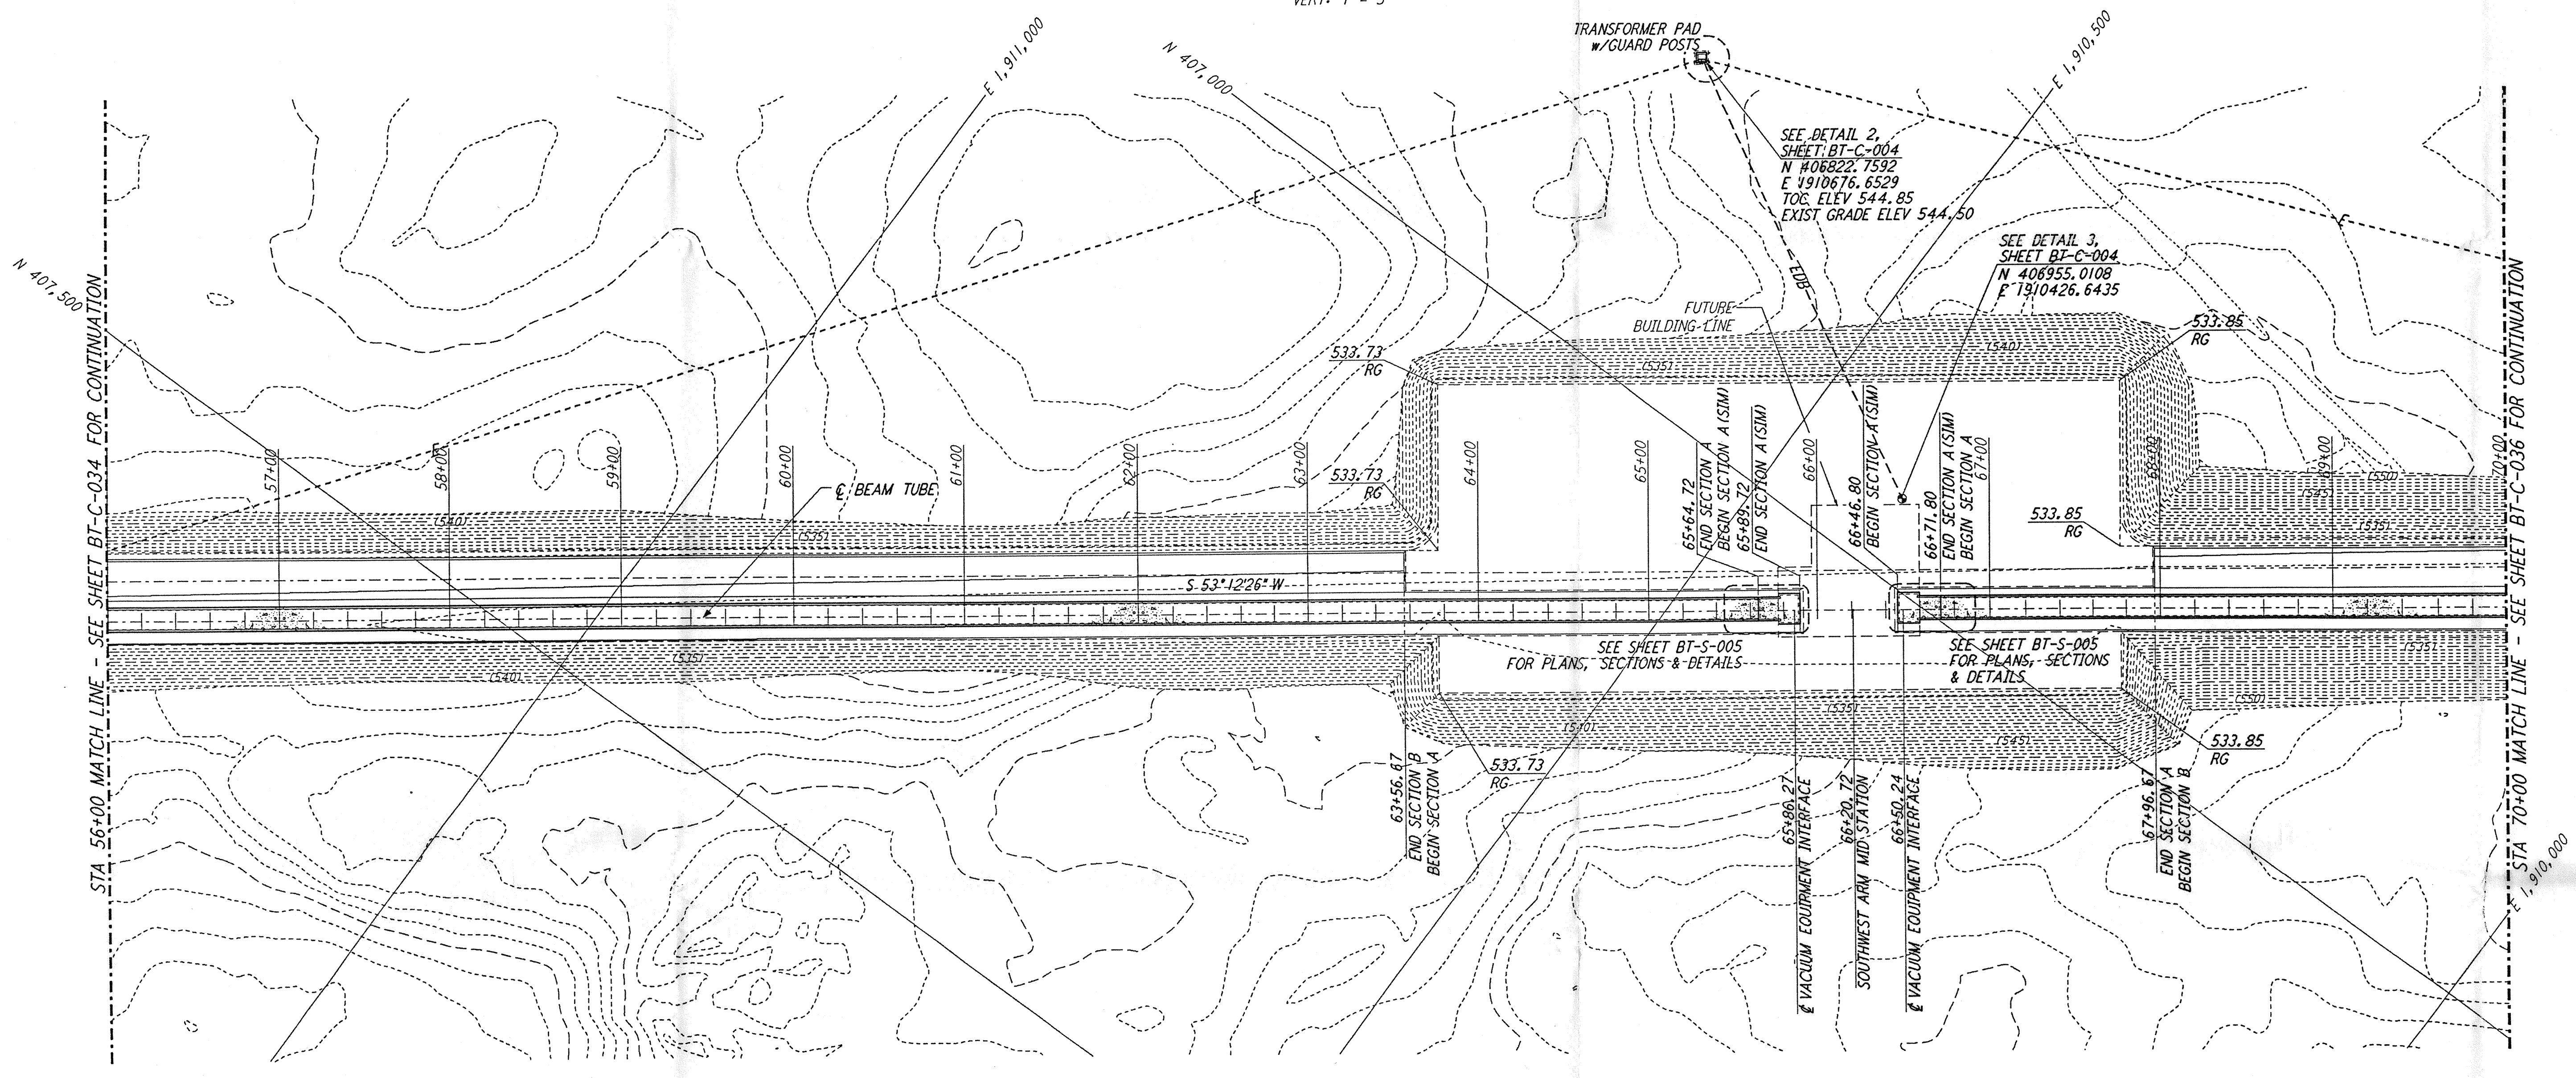 VERT. 1"=5'
TRANSFORMER PAD
w/GUARD POSTS
E 1,911,000
N 407,000
E 1,910,500
SEE DETAIL 2,
SHEET BT-C-004
N 406822.7592
E 1910676.6529
TOC ELEV 544.85
EXIST GRADE ELEV 544.50
E
E
E
EDB
SEE DETAIL 3,
SHEET BT-C-004
N 406955.0108
E 1910426.6435
N 407,500
STA 56+00 MATCH LINE - SEE SHEET BT-C-034 FOR CONTINUATION
FUTURE
BUILDING LINE
533.73
RG
533.85
RG
(535)
(540)
533.73
RG
533.85
RG
57+00
58+00
59+00
60+00
61+00
62+00
63+00
64+00
65+00
66+00
67+00
68+00
69+00
70+00
℄ BEAM TUBE
65+64.72
END SECTION A
BEGIN SECTION A(SIM)
65+89.72
END SECTION A(SIM)
66+46.80
BEGIN SECTION A(SIM)
66+71.80
END SECTION A(SIM)
BEGIN SECTION A
(540)
(535)
(550)
(545)
(535)
S 53°12'26" W
SEE SHEET BT-S-005
FOR PLANS, SECTIONS & DETAILS
SEE SHEET BT-S-005
FOR PLANS, SECTIONS
& DETAILS
(535)
(540)
(535)
(540)
(545)
(535)
(550)
533.73
RG
533.85
RG
63+56.67
END SECTION B
BEGIN SECTION A
65+86.27
℄ VACUUM EQUIPMENT INTERFACE
66+20.72
SOUTHWEST ARM MID STATION
66+50.24
℄ VACUUM EQUIPMENT INTERFACE
67+96.67
END SECTION A
BEGIN SECTION B
STA 70+00 MATCH LINE - SEE SHEET BT-C-036 FOR CONTINUATION
E 1,910,000